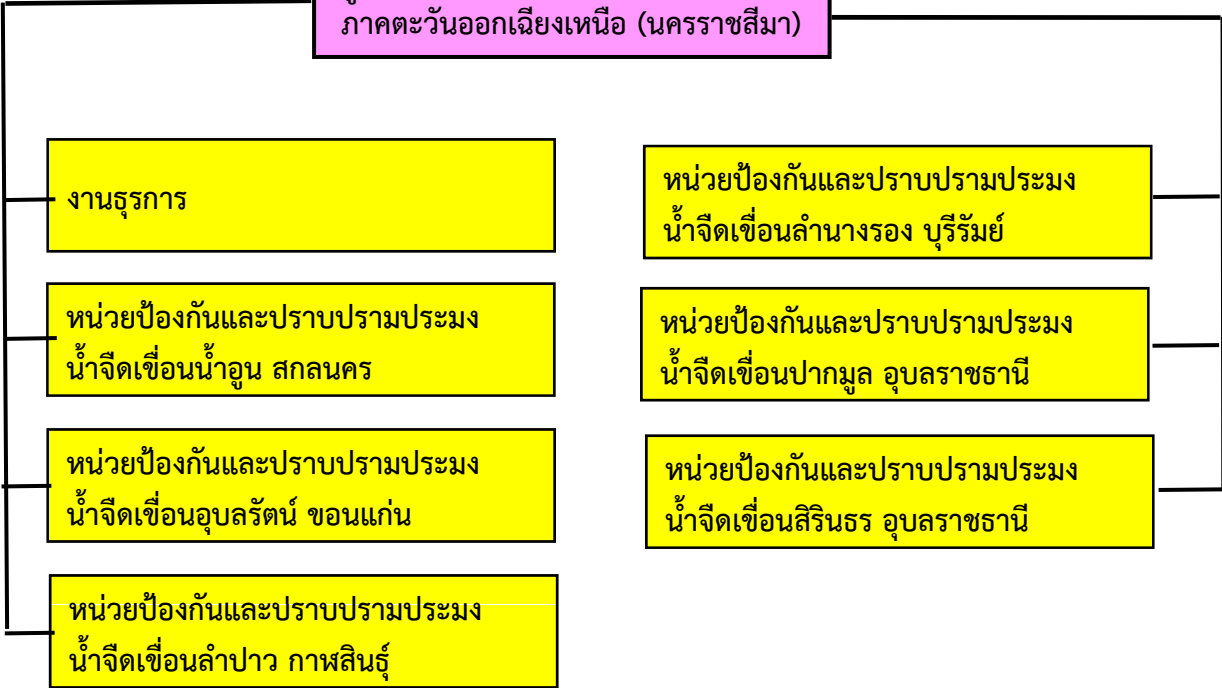 ภาคตะวันออกเฉียงเหนือ (นครราชสีมา)
งานธุรการ
หน่วยป้องกันและปราบปรามประมง
น้ำจืดเขื่อนน้ำอูน สกลนคร
หน่วยป้องกันและปราบปรามประมง
น้ำจืดเขื่อนอุบลรัตน์ ขอนแก่น
หน่วยป้องกันและปราบปรามประมง
น้ำจืดเขื่อนลำปาว กาฬสินธุ์
หน่วยป้องกันและปราบปรามประมง
น้ำจืดเขื่อนลำนางรอง บุรีรัมย์
หน่วยป้องกันและปราบปรามประมง
น้ำจืดเขื่อนปากมูล อุบลราชธานี
หน่วยป้องกันและปราบปรามประมง
น้ำจืดเขื่อนสิรินธร อุบลราชธานี